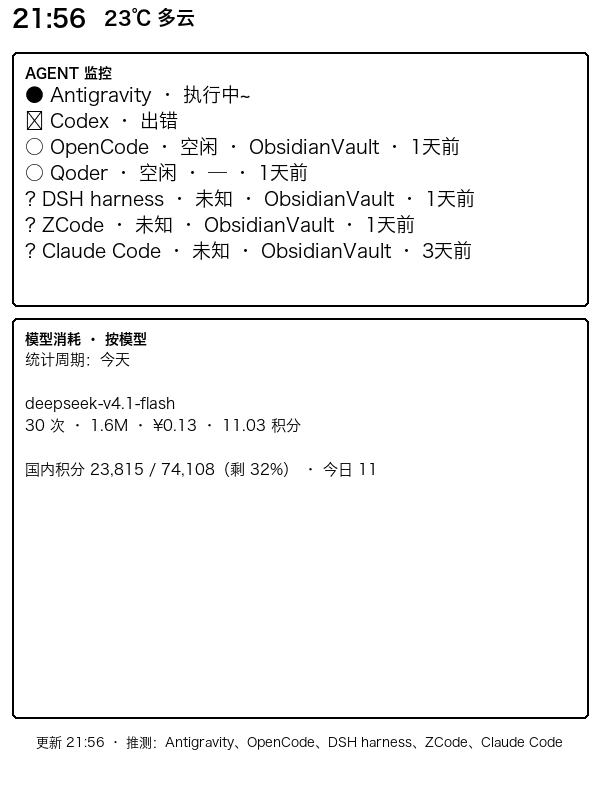 21:56 23℃ 多云
AGENT 监控
● Antigravity · 执行中~
☒ Codex · 出错
○ OpenCode · 空闲 · ObsidianVault · 1天前
○ Qoder · 空闲 · — · 1天前
? DSH harness · 未知 · ObsidianVault · 1天前
? ZCode · 未知 · ObsidianVault · 1天前
? Claude Code · 未知 · ObsidianVault · 3天前
模型消耗 · 按模型
统计周期：今天
deepseek-v4.1-flash
30 次 · 1.6M · ¥0.13 · 11.03 积分
国内积分 23,815 / 74,108（剩 32%） · 今日 11
更新 21:56 · 推测：Antigravity、OpenCode、DSH harness、ZCode、Claude Code